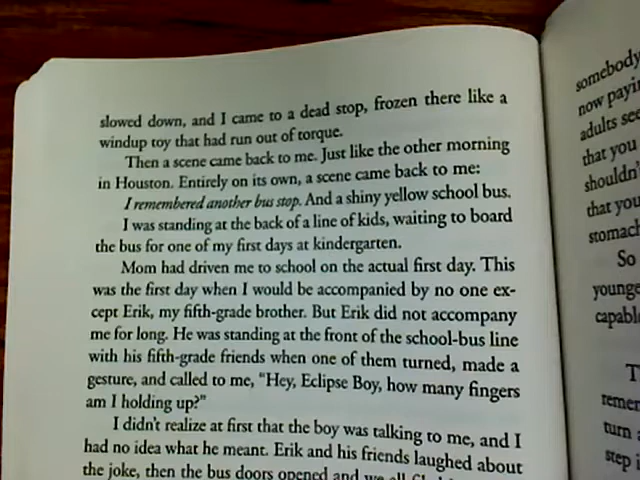 slowed down, and I came to a dead stop, frozen there like a
windup toy that had run out of torque.
Then a scene came back to me. Just like the other morning
in Houston. Entirely on its own, a scene came back to me:
I remembered another bus stop. And a shiny yellow school bus.
I was standing at the back of a line of kids, waiting to board
the bus for one of my first days at kindergarten.
Mom had driven me to school on the actual first day. This
was the first day when I would be accompanied by no one ex-
cept Erik, my fifth-grade brother. But Erik did not accompany
me for long. He was standing at the front of the school-bus line
with his fifth-grade friends when one of them turned, made a
gesture, and called to me, "Hey, Eclipse Boy, how many fingers
am I holding up?"
I didn't realize at first that the boy was talking to me, and I
had no idea what he meant. Erik and his friends laughed about
the joke, then the bus doors opened and we all
somebody
now
adults
that you
that
So
T
turn
step